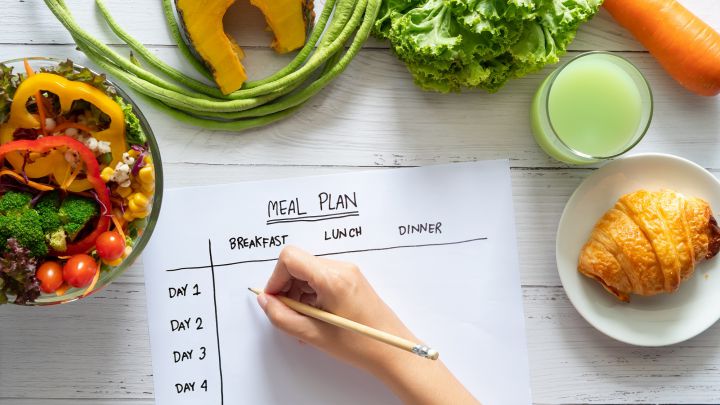 MEAL PLAN
BREAKFAST LUNCH DINNER
DAY 1
DAY 2
DAY 3
DAY 4